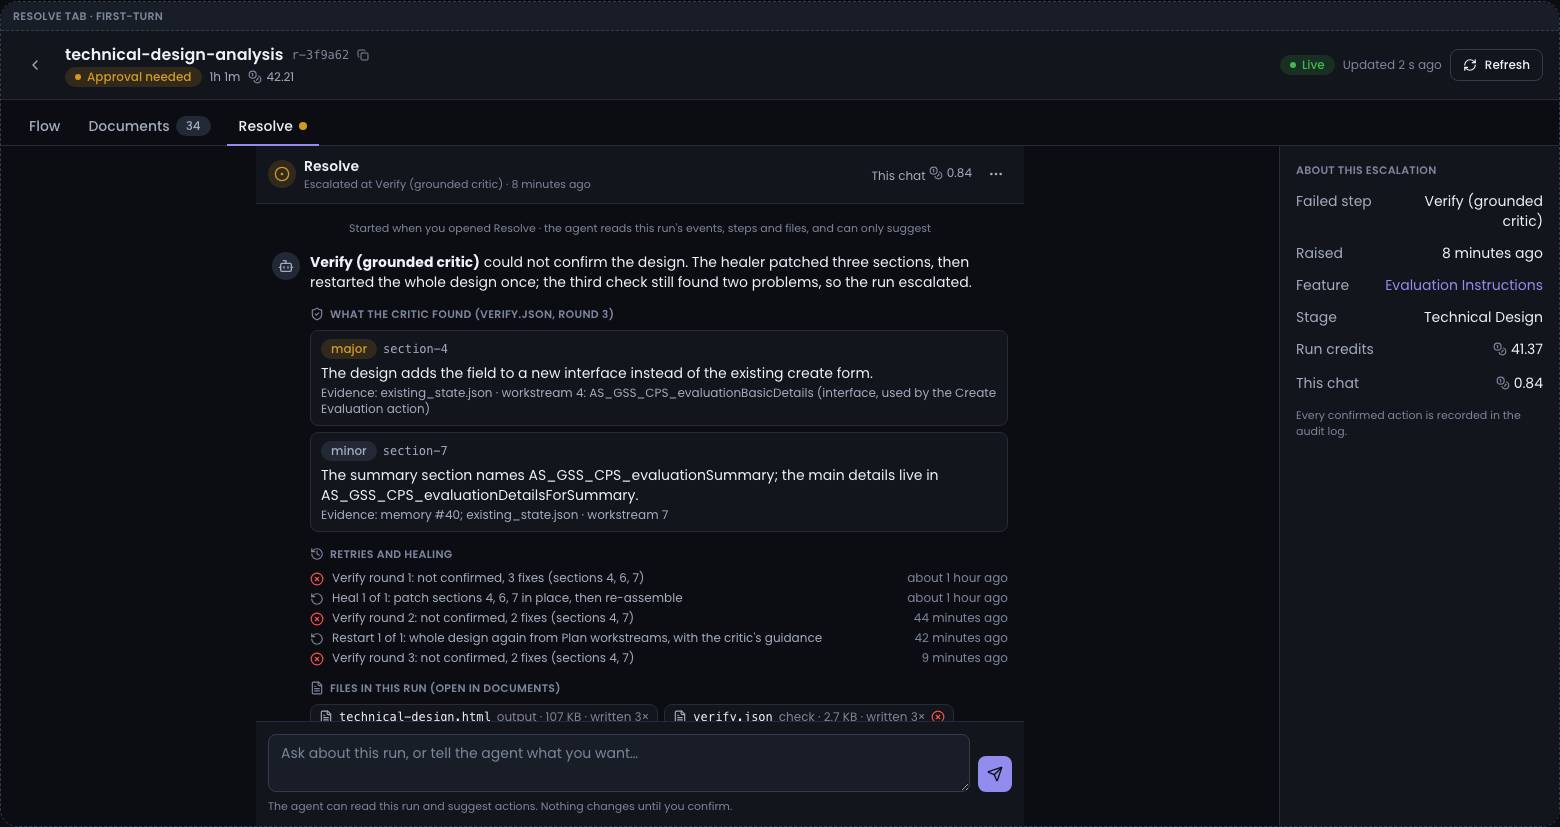 RESOLVE TAB · FIRST-TURN
technical-design-analysis r-3f9a62
Approval needed 1h 1m 42.21
Live Updated 2 s ago Refresh
Flow Documents 34 Resolve
Resolve
Escalated at Verify (grounded critic) · 8 minutes ago
This chat 0.84
Started when you opened Resolve · the agent reads this run's events, steps and files, and can only suggest
Verify (grounded critic) could not confirm the design. The healer patched three sections, then
restarted the whole design once; the third check still found two problems, so the run escalated.
WHAT THE CRITIC FOUND (VERIFY.JSON, ROUND 3)
major section-4
The design adds the field to a new interface instead of the existing create form.
Evidence: existing_state.json · workstream 4: AS_GSS_CPS_evaluationBasicDetails (interface, used by the Create
Evaluation action)
minor section-7
The summary section names AS_GSS_CPS_evaluationSummary; the main details live in
AS_GSS_CPS_evaluationDetailsForSummary.
Evidence: memory #40; existing_state.json · workstream 7
RETRIES AND HEALING
Verify round 1: not confirmed, 3 fixes (sections 4, 6, 7) about 1 hour ago
Heal 1 of 1: patch sections 4, 6, 7 in place, then re-assemble about 1 hour ago
Verify round 2: not confirmed, 2 fixes (sections 4, 7) 44 minutes ago
Restart 1 of 1: whole design again from Plan workstreams, with the critic's guidance 42 minutes ago
Verify round 3: not confirmed, 2 fixes (sections 4, 7) 9 minutes ago
FILES IN THIS RUN (OPEN IN DOCUMENTS)
technical-design.html output · 107 KB · written 3× verify.json check · 2.7 KB · written 3×
Ask about this run, or tell the agent what you want…
The agent can read this run and suggest actions. Nothing changes until you confirm.
ABOUT THIS ESCALATION
Failed step Verify (grounded
critic)
Raised 8 minutes ago
Feature Evaluation Instructions
Stage Technical Design
Run credits 41.37
This chat 0.84
Every confirmed action is recorded in the
audit log.